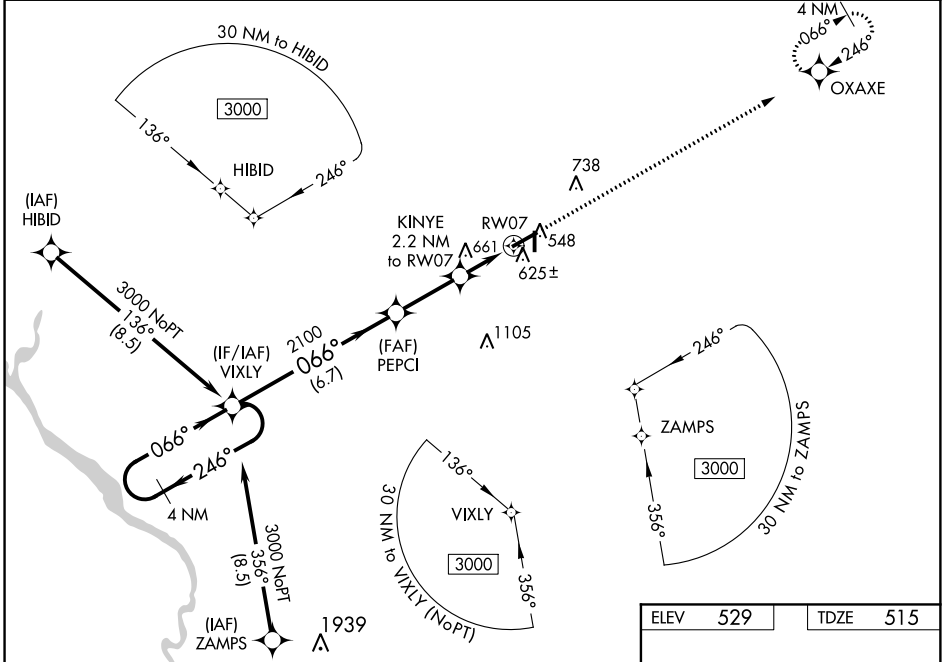 4 NM
066°
246°
OXAXE
30 NM to HIBID
3000
136°
HIBID
246°
738
(IAF)
HIBID
KINYE
2.2 NM
to RW07
RW07
661
548
625±
3000 NoPT
136°
(8.5)
2100
066°
(6.7)
(FAF)
PEPCI
1105
(IF/IAF)
VIXLY
246°
ZAMPS
3000
356°
30 NM to ZAMPS
066°
246°
4 NM
136°
VIXLY
3000
356°
30 NM to VIXLY (NoPT)
3000 NoPT
356°
(8.5)
(IAF)
ZAMPS
1939
ELEV 529
TDZE 515